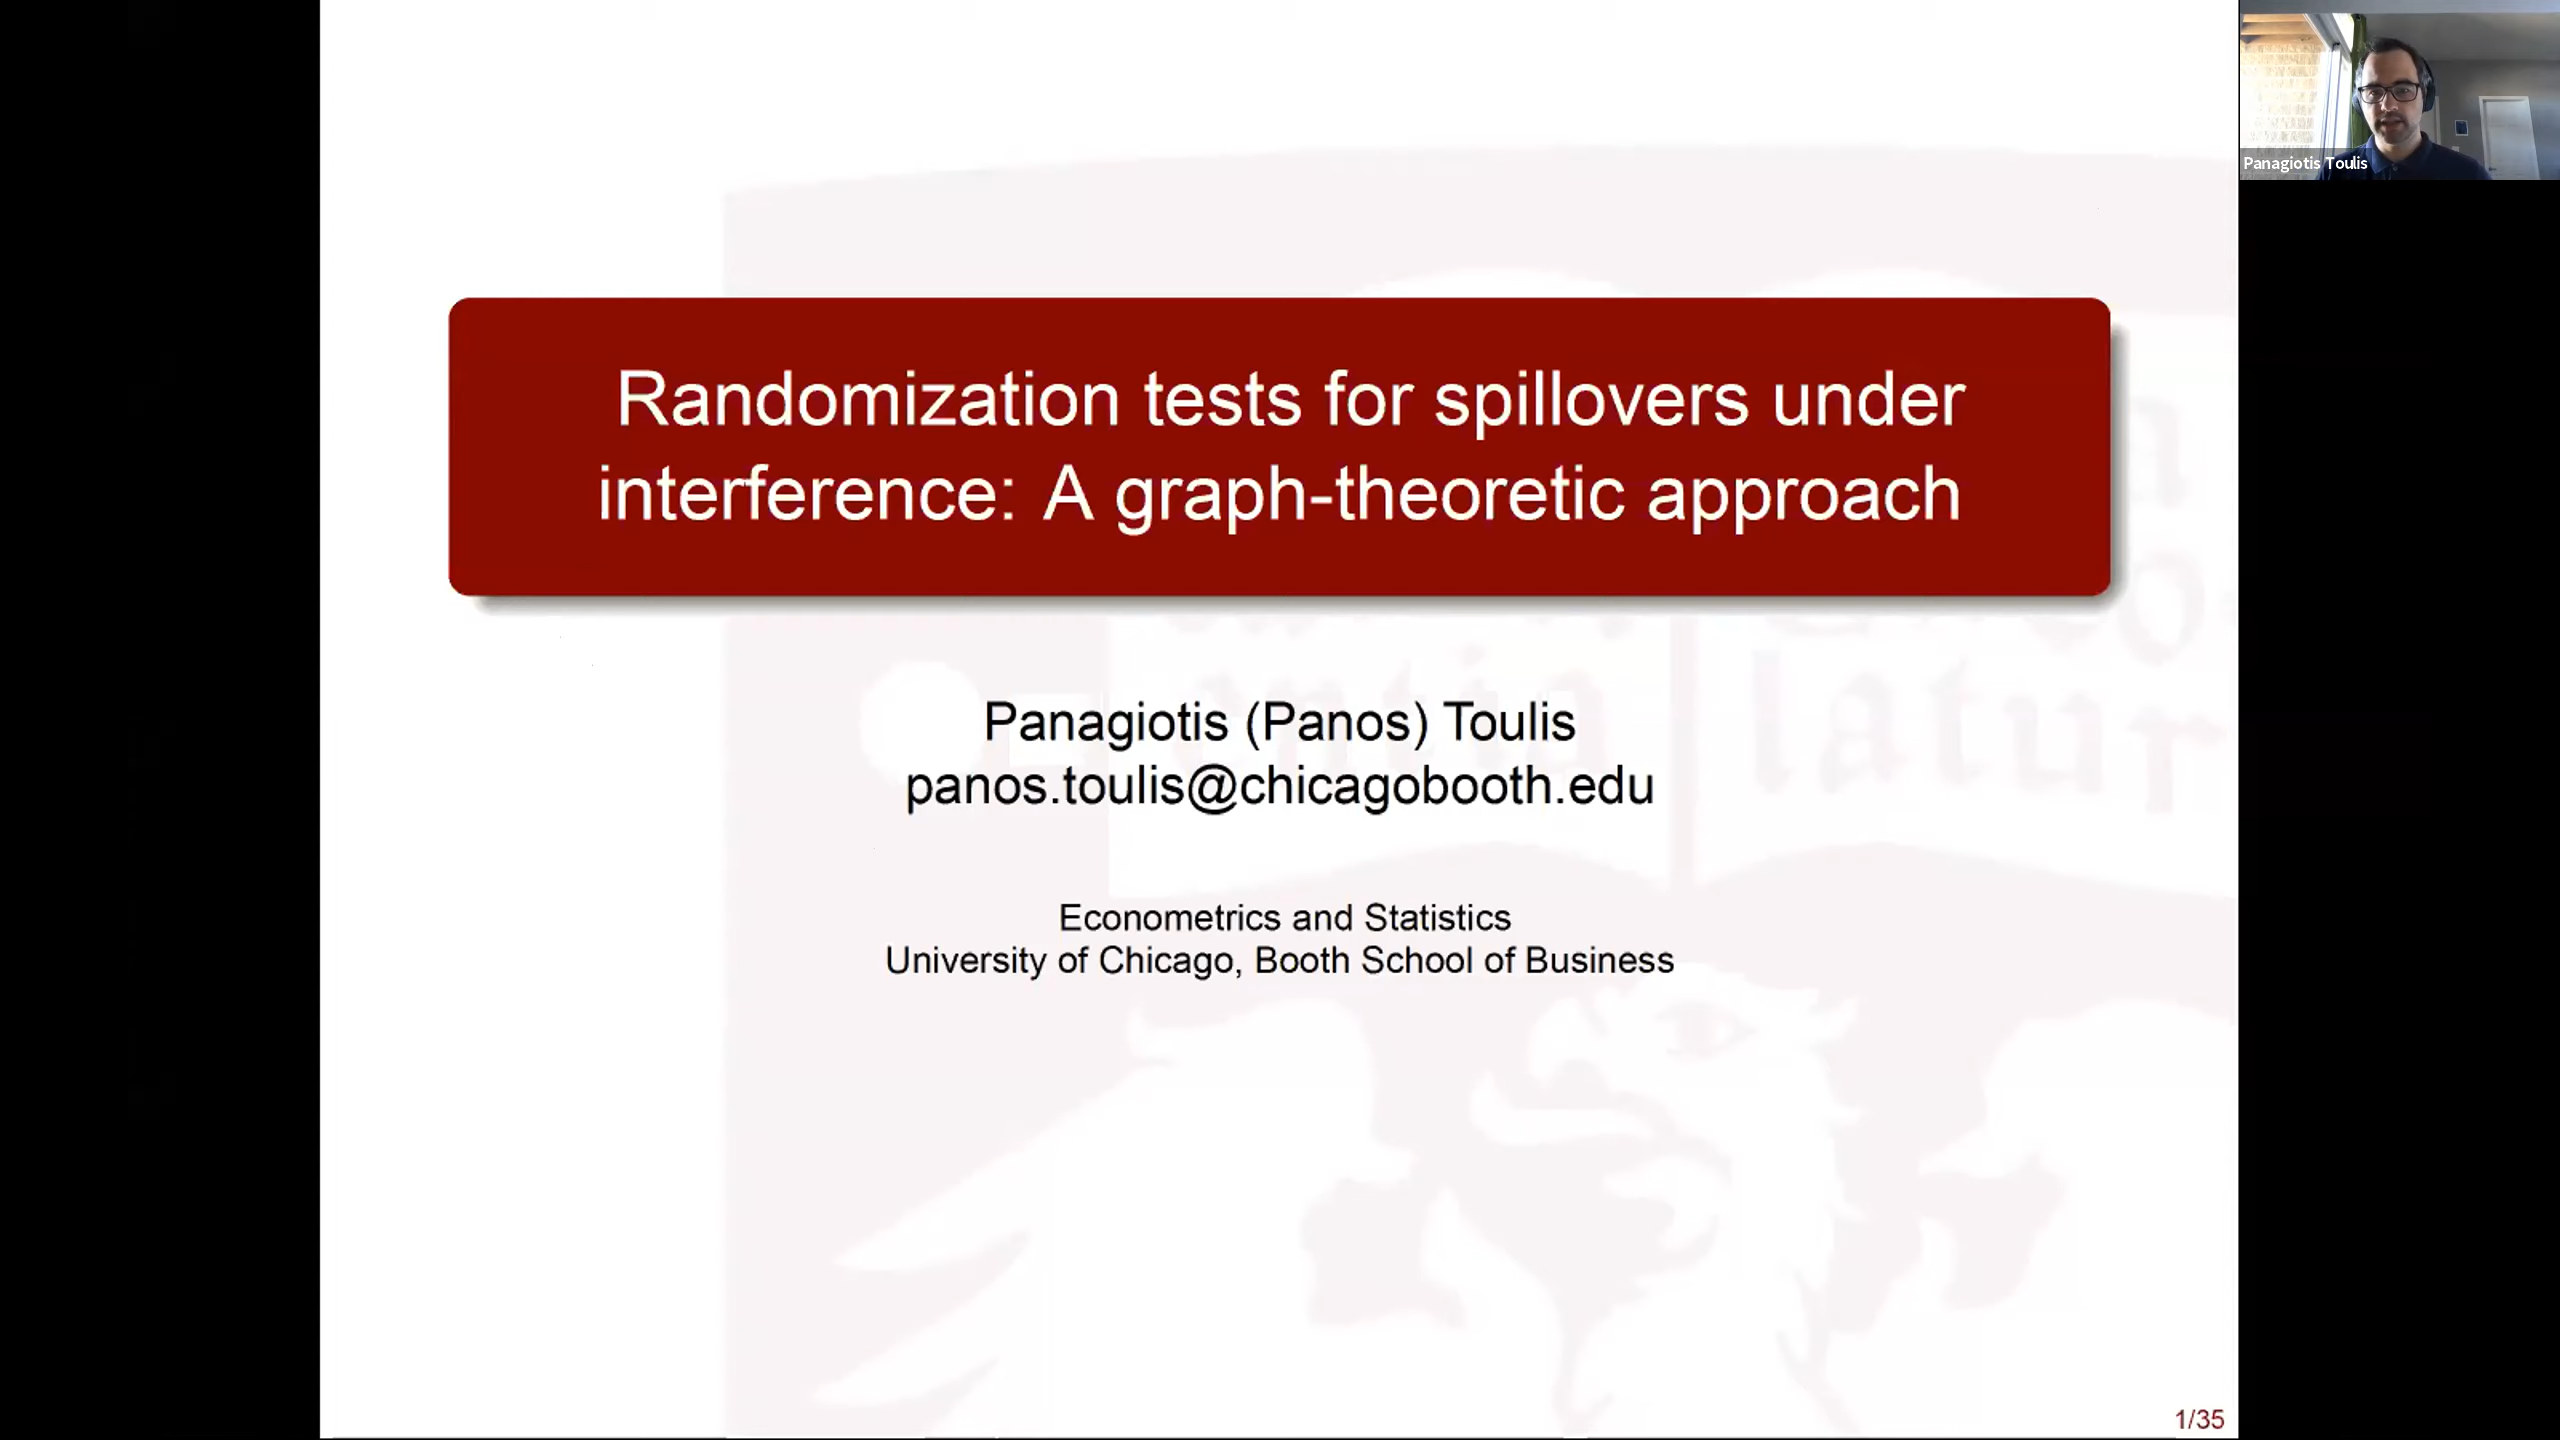 Panagiotis Toulis
Randomization tests for spillovers under
interference: A graph-theoretic approach
Panagiotis (Panos) Toulis
panos.toulis@chicagobooth.edu
Econometrics and Statistics
University of Chicago, Booth School of Business
1/35